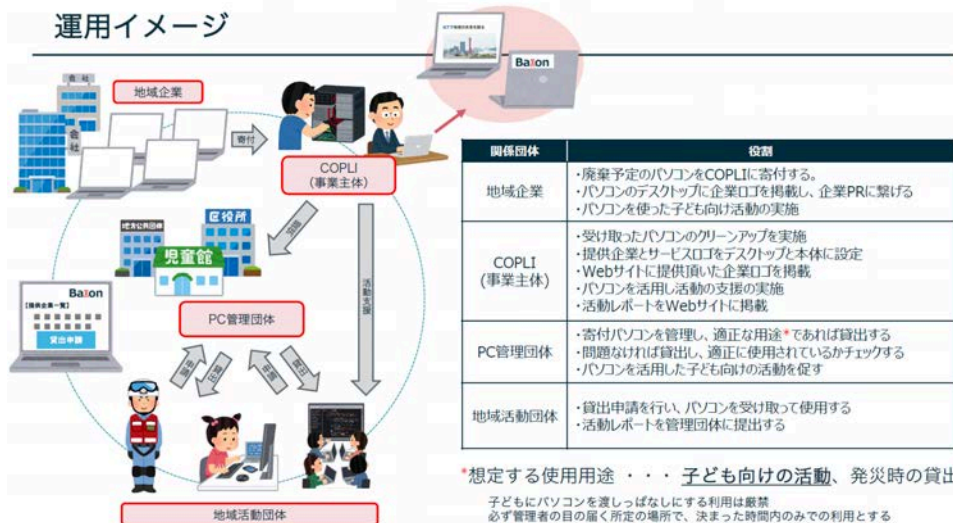 運用イメージ
会 社
会社
地域企業
寄付
COPLI
(事業主体)
Baton
区役所
地方公共団体
児童館
PC管理団体
活動支援
Baton
【提供企業一覧】
貸出申請
申請
貸出
申請
貸出
地域活動団体
関係団体
役割
地域企業
・廃棄予定のパソコンをCOPLIに寄付する。
・パソコンのデスクトップに企業ロゴを掲載し、企業PRに繋げる
・パソコンを使った子ども向け活動の実施
COPLI
(事業主体)
・受け取ったパソコンのクリーンアップを実施
・提供企業とサービスロゴをデスクトップと本体に設定
・Webサイトに提供頂いた企業ロゴを掲載
・パソコンを活用し活動の支援の実施
・活動レポートをWebサイトに掲載
PC管理団体
・寄付パソコンを管理し、適正な用途*であれば貸出する
・問題なければ貸出し、適正に使用されているかチェックする
・パソコンを活用した子ども向けの活動を促す
地域活動団体
・貸出申請を行い、パソコンを受け取って使用する
・活動レポートを管理団体に提出する
*想定する使用用途 ・・・ 子ども向けの活動、発災時の貸出
子どもにパソコンを渡しっぱなしにする利用は厳禁
必ず管理者の目の届く所定の場所で、決まった時間内のみでの利用とする